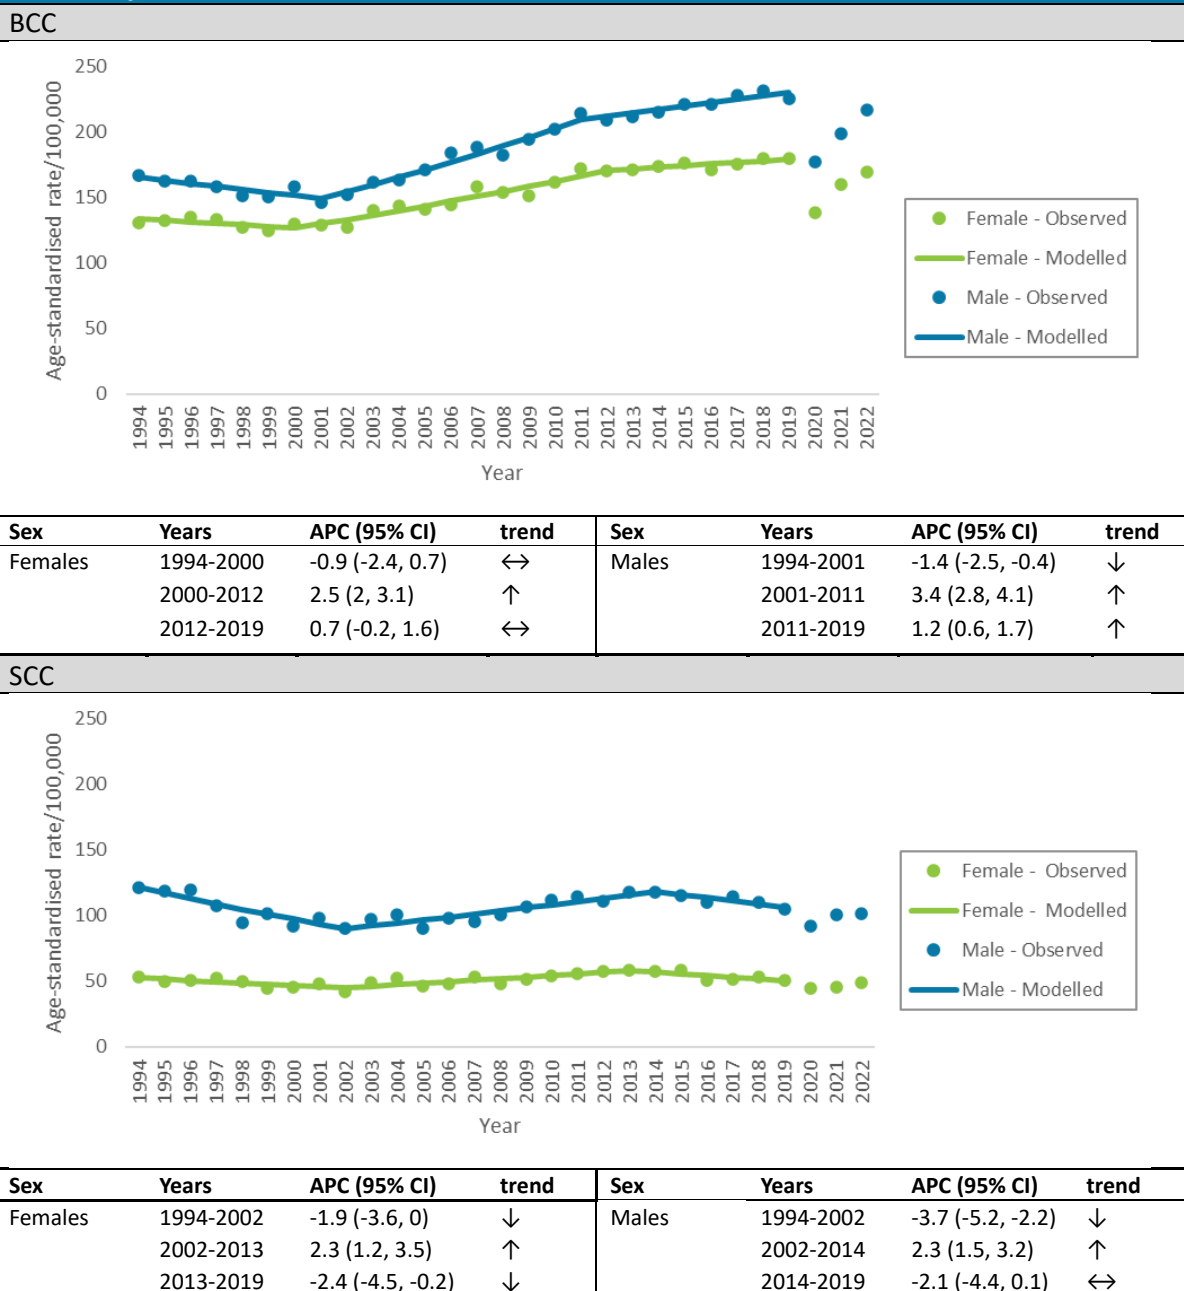 BCC
250
200
150
100
50
0
Age-standardised rate/100,000
1994 1995 1996 1997 1998 1999 2000 2001 2002 2003 2004 2005 2006 2007 2008 2009 2010 2011 2012 2013 2014 2015 2016 2017 2018 2019 2020 2021 2022
Year
Female - Observed
Female - Modelled
Male - Observed
Male - Modelled
Sex Years APC (95% CI) trend Sex Years APC (95% CI) trend
Females 1994-2000 -0.9 (-2.4, 0.7) ↔ Males 1994-2001 -1.4 (-2.5, -0.4) ↓
2000-2012 2.5 (2, 3.1) ↑ 2001-2011 3.4 (2.8, 4.1) ↑
2012-2019 0.7 (-0.2, 1.6) ↔ 2011-2019 1.2 (0.6, 1.7) ↑
SCC
250
200
150
100
50
0
Age-standardised rate/100,000
1994 1995 1996 1997 1998 1999 2000 2001 2002 2003 2004 2005 2006 2007 2008 2009 2010 2011 2012 2013 2014 2015 2016 2017 2018 2019 2020 2021 2022
Year
Female - Observed
Female - Modelled
Male - Observed
Male - Modelled
Sex Years APC (95% CI) trend Sex Years APC (95% CI) trend
Females 1994-2002 -1.9 (-3.6, 0) ↓ Males 1994-2002 -3.7 (-5.2, -2.2) ↓
2002-2013 2.3 (1.2, 3.5) ↑ 2002-2014 2.3 (1.5, 3.2) ↑
2013-2019 -2.4 (-4.5, -0.2) ↓ 2014-2019 -2.1 (-4.4, 0.1) ↔